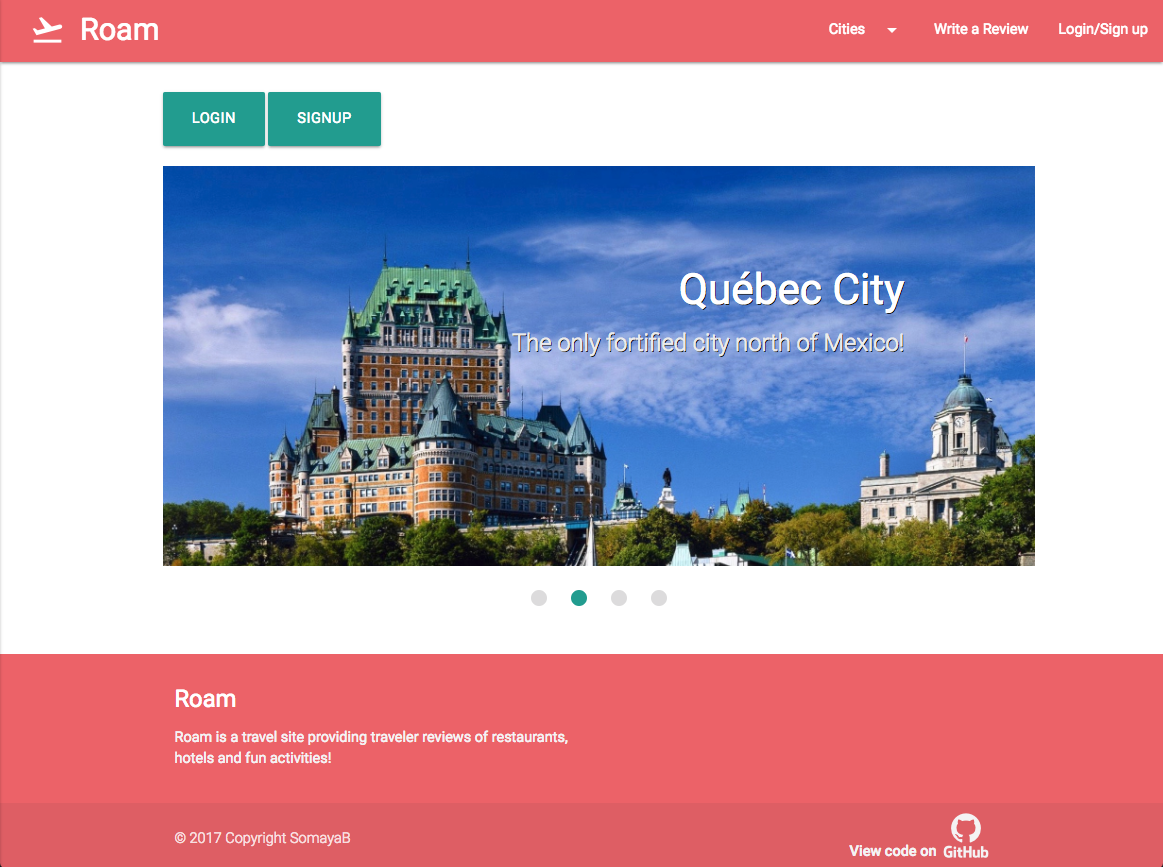 Roam
Cities
Write a Review
Login/Sign up
LOGIN
SIGNUP
Québec City
The only fortified city north of Mexico!
Roam
Roam is a travel site providing traveler reviews of restaurants,
hotels and fun activities!
© 2017 Copyright SomayaB
View code on GitHub